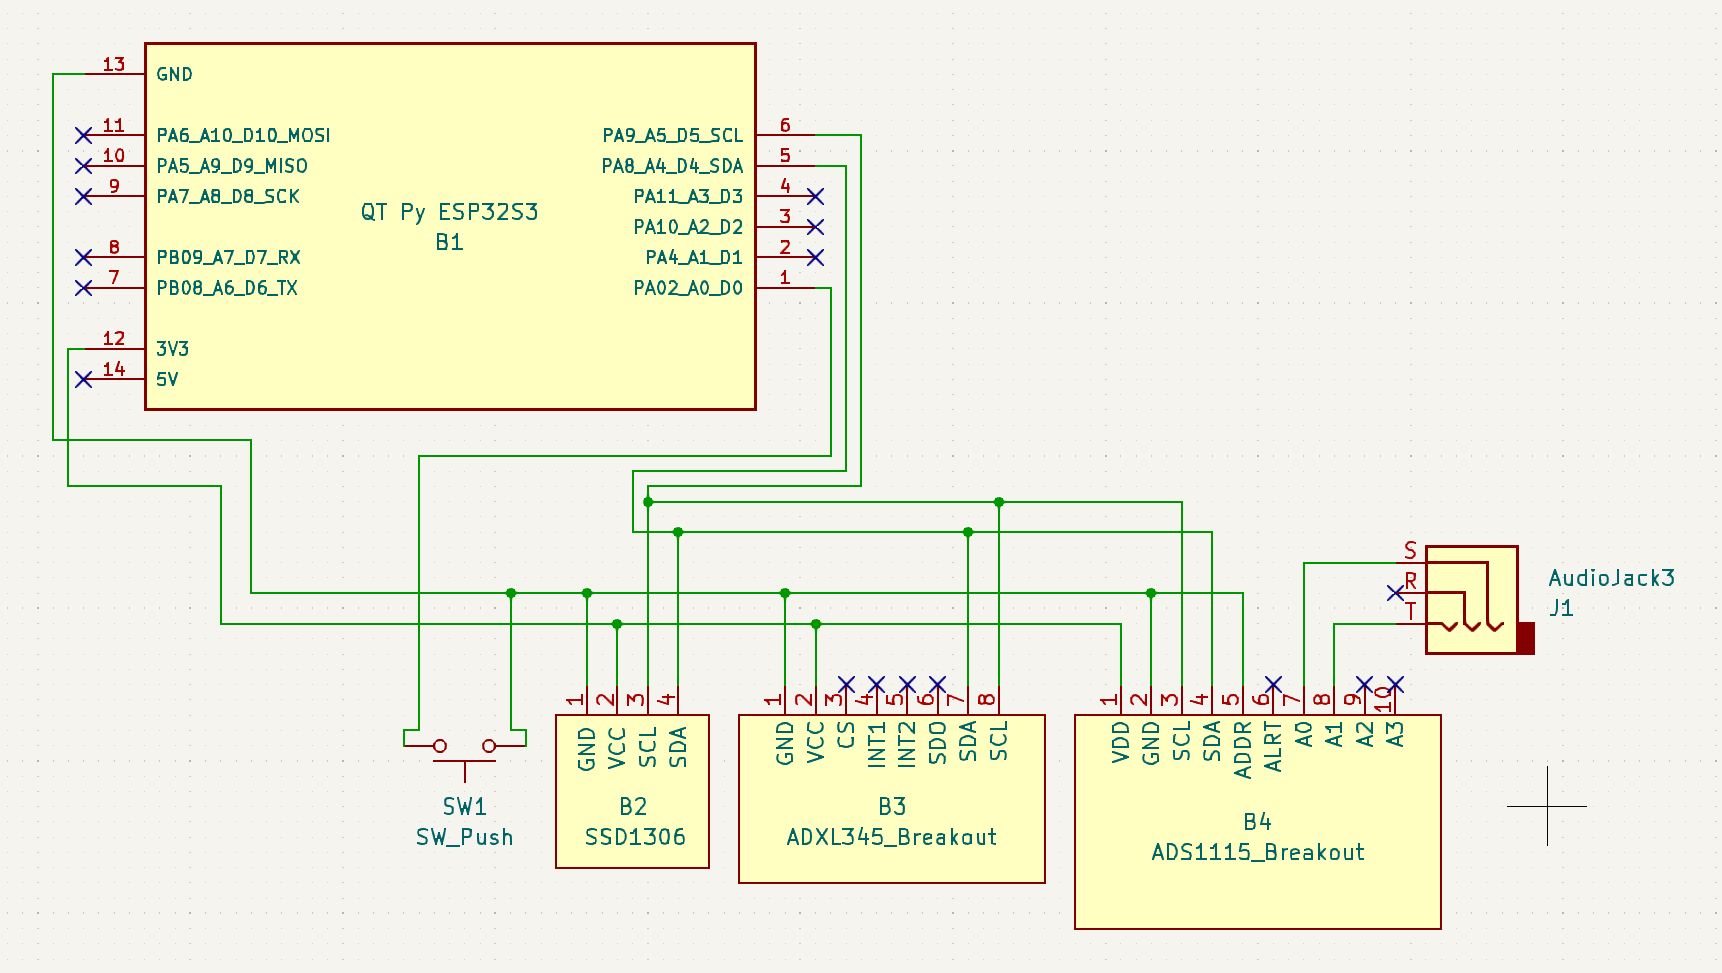 13
GND
11
PA6_A10_D10_MOSI
10
PA5_A9_D9_MISO
9
PA7_A8_D8_SCK
8
PB09_A7_D7_RX
7
PB08_A6_D6_TX
12
3V3
14
5V
QT Py ESP32S3
B1
6
PA9_A5_D5_SCL
5
PA8_A4_D4_SDA
4
PA11_A3_D3
3
PA10_A2_D2
2
PA4_A1_D1
1
PA02_A0_D0
S
R
T
AudioJack3
J1
SW1
SW_Push
1
2
3
4
GND
VCC
SCL
SDA
B2
SSD1306
1
2
3
4
5
6
7
8
GND
VCC
CS
INT1
INT2
SDO
SDA
SCL
B3
ADXL345_Breakout
1
2
3
4
5
6
7
8
9
10
VDD
GND
SCL
SDA
ADDR
ALRT
A0
A1
A2
A3
B4
ADS1115_Breakout